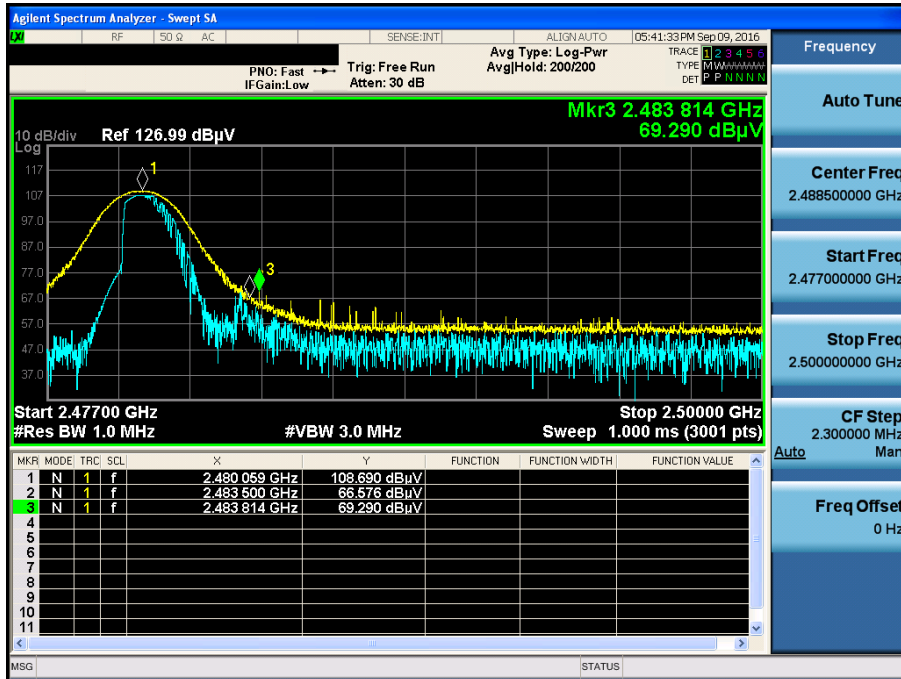 Agilent Spectrum Analyzer - Swept SA
LXI RF 50 Ω AC SENSE:INT ALIGN AUTO 05:41:33 PM Sep 09, 2016
PNO: Fast
IFGain:Low
Trig: Free Run
Atten: 30 dB
Avg Type: Log-Pwr
Avg|Hold: 200/200
TRACE 1 2 3 4 5 6
TYPE MWWWWW
DET P P N N N N
Mkr3 2.483 814 GHz
69.290 dBµV
10 dB/div Ref 126.99 dBµV
Log
117
107
97.0
87.0
77.0
67.0
57.0
47.0
37.0
1
3
Start 2.47700 GHz Stop 2.50000 GHz
#Res BW 1.0 MHz #VBW 3.0 MHz Sweep 1.000 ms (3001 pts)
MKR MODE TRC SCL X Y FUNCTION FUNCTION WIDTH FUNCTION VALUE
1 N 1 f 2.480 059 GHz 108.690 dBµV
2 N 1 f 2.483 500 GHz 66.576 dBµV
3 N 1 f 2.483 814 GHz 69.290 dBµV
4
5
6
7
8
9
10
11
MSG STATUS
Frequency
Auto Tune
Center Freq
2.488500000 GHz
Start Freq
2.477000000 GHz
Stop Freq
2.500000000 GHz
CF Step
2.300000 MHz
Auto Man
Freq Offset
0 Hz